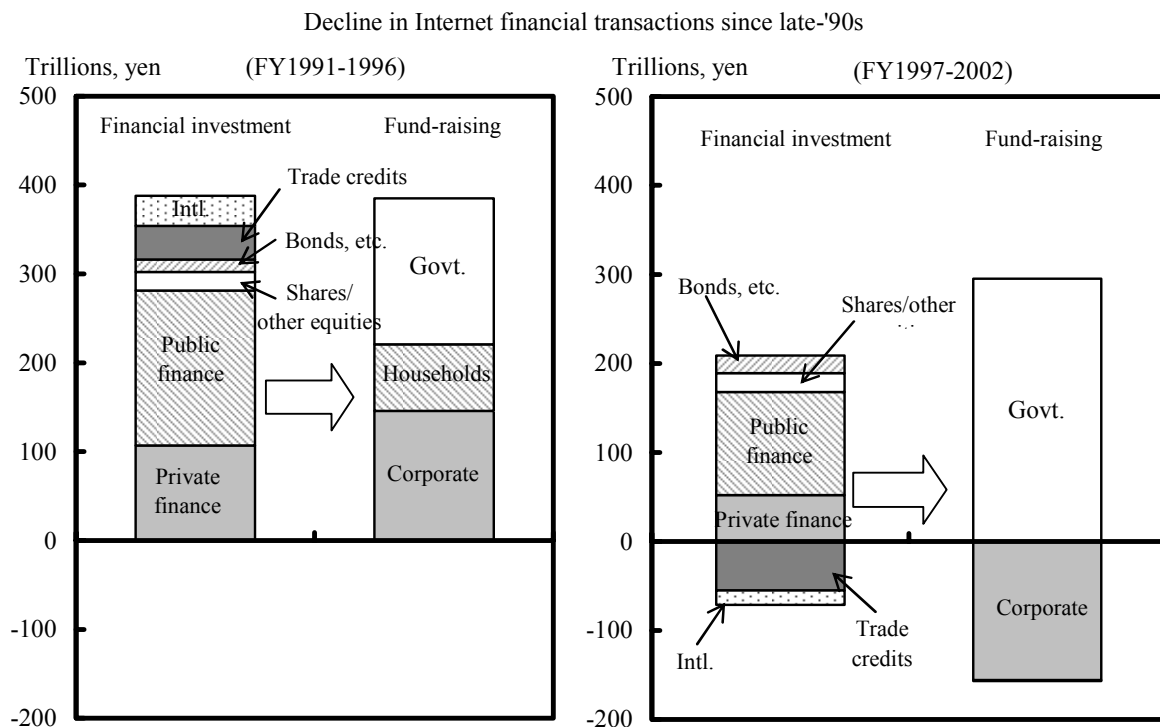 Decline in Internet financial transactions since late-'90s
Trillions, yen
(FY1991-1996)
500
400
300
200
100
0
-100
-200
Financial investment
Fund-raising
Trade credits
Intl.
Bonds, etc.
Shares/
other equities
Public
finance
Private
finance
Govt.
Households
Corporate
Trillions, yen
(FY1997-2002)
500
400
300
200
100
0
-100
-200
Financial investment
Fund-raising
Bonds, etc.
Shares/other
Public
finance
Private finance
Trade
credits
Intl.
Govt.
Corporate